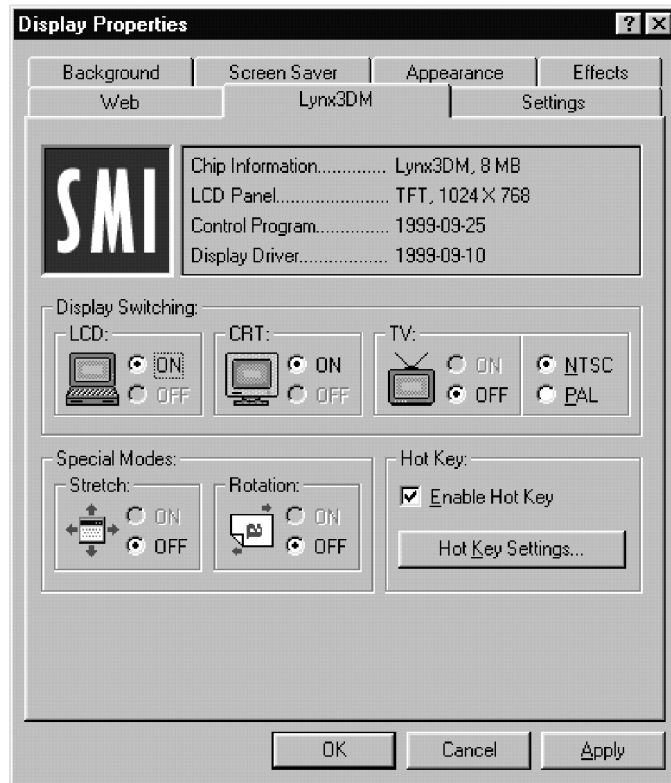 Display Properties
Background Screen Saver Appearance Effects
Web Lynx3DM Settings
SMI
Chip Information.............. Lynx3DM, 8 MB
LCD Panel....................... TFT, 1024 X 768
Control Program.............. 1999-09-25
Display Driver.................. 1999-09-10
Display Switching:
LCD: CRT: TV:
ON ON ON NTSC
OFF OFF OFF PAL
Special Modes: Hot Key:
Stretch: Rotation:
ON ON Enable Hot Key
OFF OFF Hot Key Settings...
OK Cancel Apply